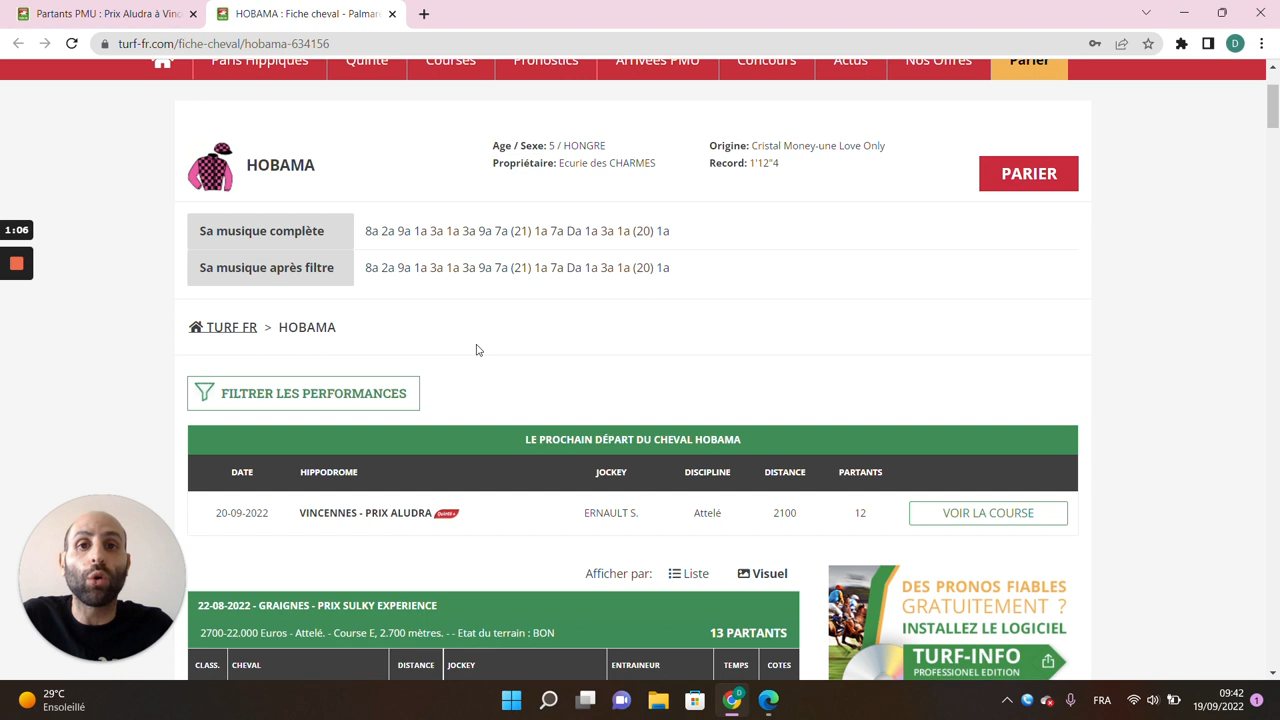 Partants PMU : Prix Aludra à Vinc
HOBAMA : Fiche cheval - Palmar
turf-fr.com/fiche-cheval/hobama-634156
D
Paris Hippiques Quinté Courses Pronostics Arrivées PMU Concours Actus Nos Offres Parier
HOBAMA
Age / Sexe: 5 / HONGRE
Propriétaire: Ecurie des CHARMES
Origine: Cristal Money-une Love Only
Record: 1'12"4
PARIER
1:06
Sa musique complète 8a 2a 9a 1a 3a 1a 3a 9a 7a (21) 1a 7a Da 1a 3a 1a (20) 1a
Sa musique après filtre 8a 2a 9a 1a 3a 1a 3a 9a 7a (21) 1a 7a Da 1a 3a 1a (20) 1a
TURF FR > HOBAMA
FILTRER LES PERFORMANCES
LE PROCHAIN DÉPART DU CHEVAL HOBAMA
DATE HIPPODROME JOCKEY DISCIPLINE DISTANCE PARTANTS
20-09-2022 VINCENNES - PRIX ALUDRA Quinté+ ERNAULT S. Attelé 2100 12 VOIR LA COURSE
Afficher par: Liste Visuel
22-08-2022 - GRAIGNES - PRIX SULKY EXPERIENCE
2700-22.000 Euros - Attelé. - Course E, 2.700 mètres. - - Etat du terrain : BON 13 PARTANTS
CLASS. CHEVAL DISTANCE JOCKEY ENTRAINEUR TEMPS COTES
DES PRONOS FIABLES
GRATUITEMENT ?
INSTALLEZ LE LOGICIEL
TURF-INFO
PROFESIONNEL EDITION
29°C
Ensoleillé
D
FRA
09:42
19/09/2022
1